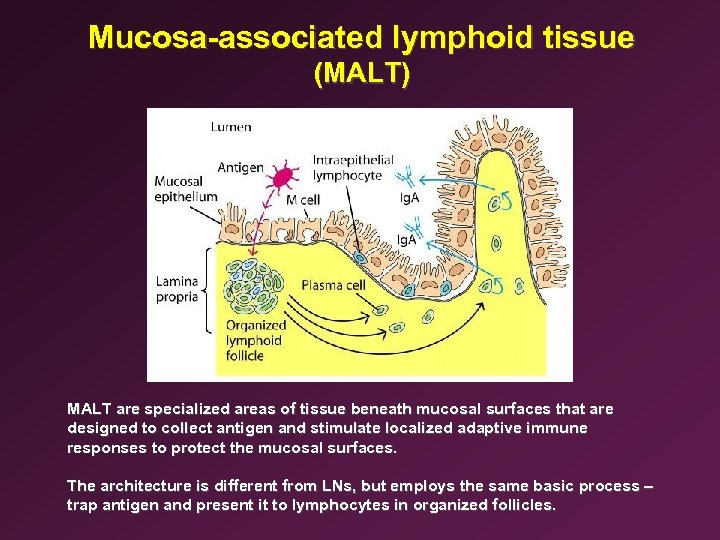 Mucosa-associated lymphoid tissue
(MALT)
Lumen
Antigen
Intraepithelial
lymphocyte
IgA
Mucosal
epithelium
M cell
IgA
Lamina
propria
Plasma cell
Organized
lymphoid
follicle
MALT are specialized areas of tissue beneath mucosal surfaces that are
designed to collect antigen and stimulate localized adaptive immune
responses to protect the mucosal surfaces.
The architecture is different from LNs, but employs the same basic process –
trap antigen and present it to lymphocytes in organized follicles.